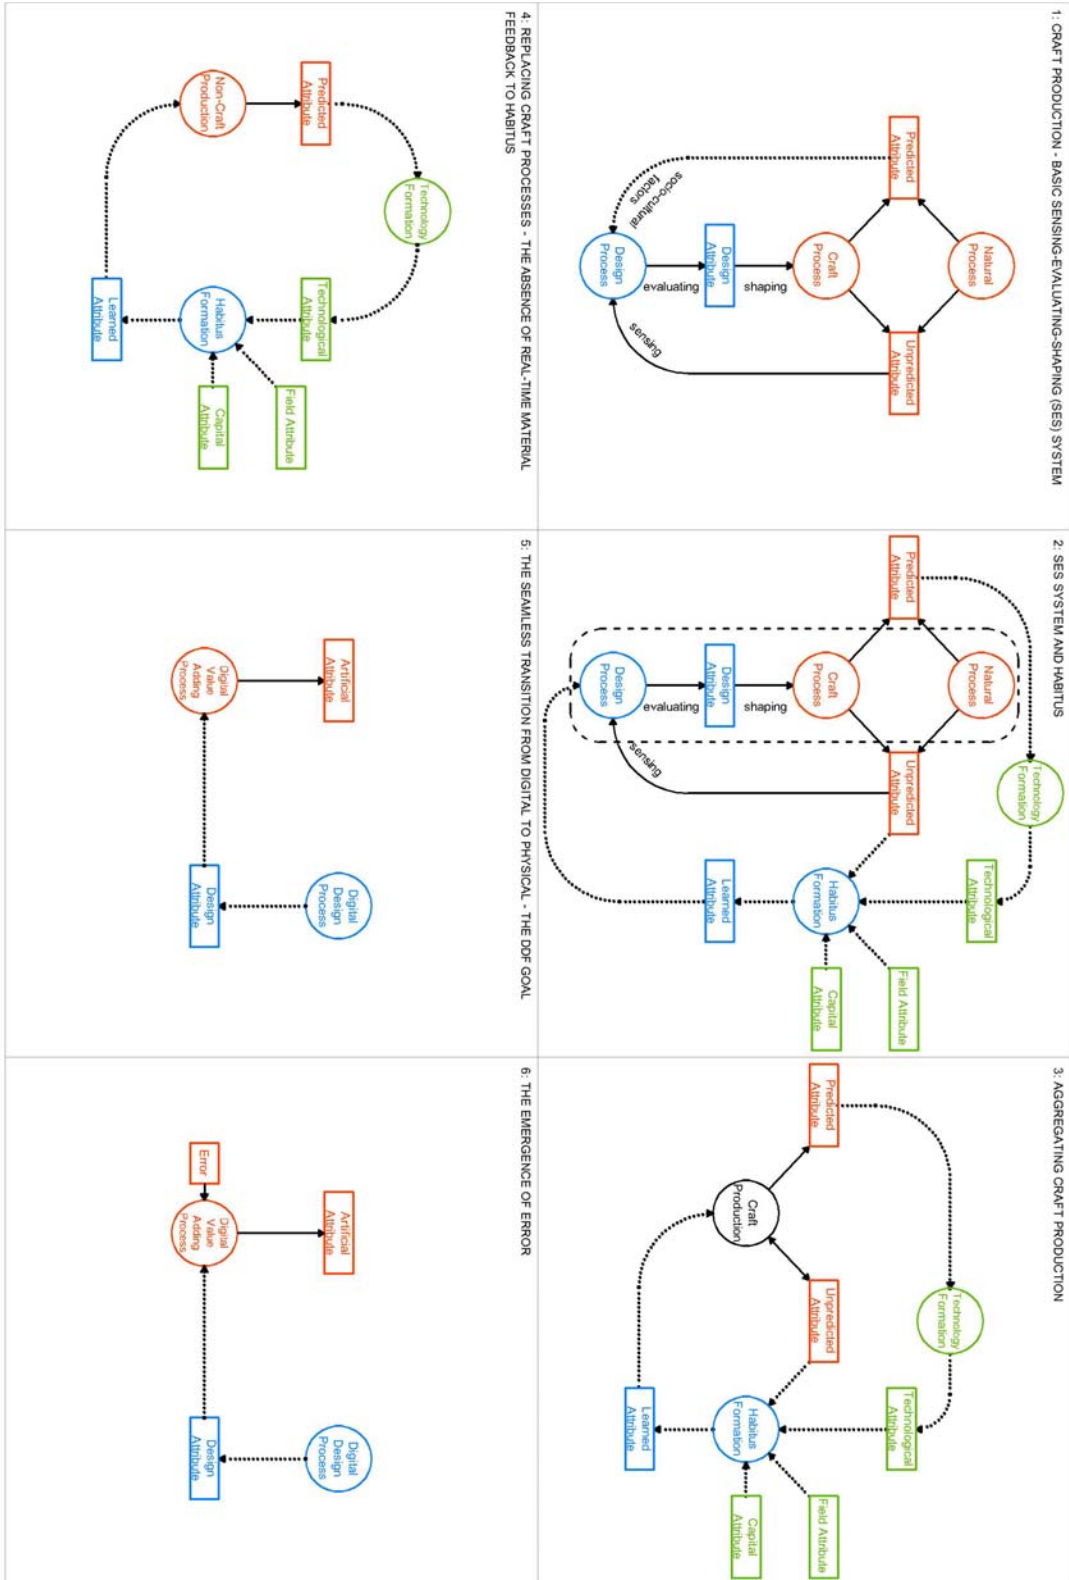 1: CRAFT PRODUCTION - BASIC SENSING-EVALUATING-SHAPING (SES) SYSTEM
Natural
Process
Predicted
Attribute
Unpredicted
Attribute
Craft
Process
shaping
Design
Attribute
evaluating
Design
Process
socio-cultural
factors
sensing
2: SES SYSTEM AND HABITUS
Technology
Formation
Natural
Process
Technological
Attribute
Predicted
Attribute
Unpredicted
Attribute
Field Attribute
Craft
Process
Habitus
Formation
Capital
Attribute
shaping
Design
Attribute
Learned
Attribute
evaluating
sensing
Design
Process
3: AGGREGATING CRAFT PRODUCTION
Technology
Formation
Technological
Attribute
Predicted
Attribute
Unpredicted
Attribute
Field Attribute
Craft
Production
Habitus
Formation
Capital
Attribute
Learned
Attribute
4: REPLACING CRAFT PROCESSES - THE ABSENCE OF REAL-TIME MATERIAL
FEEDBACK TO HABITUS
Technology
Formation
Predicted
Attribute
Technological
Attribute
Field Attribute
Non-Craft
Production
Habitus
Formation
Capital
Attribute
Learned
Attribute
5: THE SEAMLESS TRANSITION FROM DIGITAL TO PHYSICAL - THE DDF GOAL
Artificial
Attribute
Digital
Design
Process
Digital
Value
Adding
Process
Design
Attribute
6: THE EMERGENCE OF ERROR
Artificial
Attribute
Digital
Design
Process
Error
Digital
Value
Adding
Process
Design
Attribute